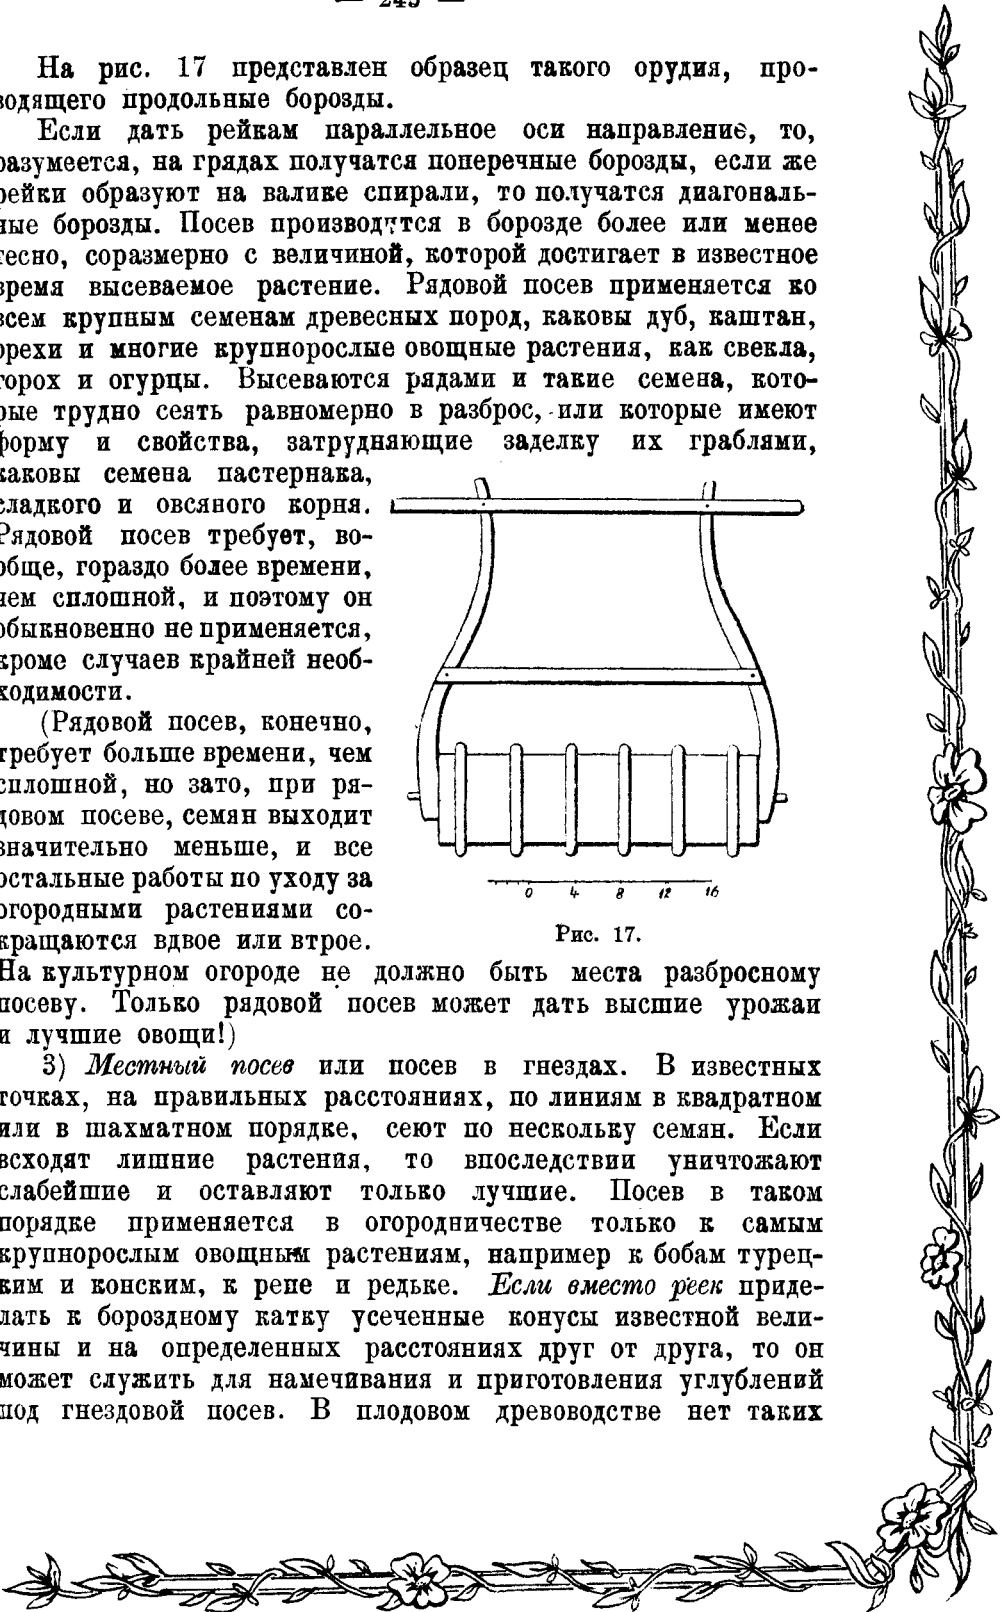 — 245 —
На рис. 17 представлен образец такого орудия, про-
водящего продольные борозды.
Если дать рейкам параллельное оси направление, то,
разумеется, на грядах получатся поперечные борозды, если же
рейки образуют на валике спирали, то получатся диагональ-
ные борозды. Посев производится в борозде более или менее
тесно, соразмерно с величиной, которой достигает в известное
время высеваемое растение. Рядовой посев применяется ко
всем крупным семенам древесных пород, каковы дуб, каштан,
орехи и многие крупнорослые овощные растения, как свекла,
горох и огурцы. Высеваются рядами и такие семена, кото-
рые трудно сеять равномерно в разброс, или которые имеют
форму и свойства, затрудняющие заделку их граблями,
каковы семена пастернака,
сладкого и овсяного корня.
Рядовой посев требует, во-
обще, гораздо более времени,
чем сплошной, и поэтому он
обыкновенно не применяется,
кроме случаев крайней необ-
ходимости.
(Рядовой посев, конечно,
требует больше времени, чем
сплошной, но зато, при ря-
довом посеве, семян выходит
значительно меньше, и все
остальные работы по уходу за
огородными растениями со-
кращаются вдвое или втрое.
0 4 8 12 16
Рис. 17.
На культурном огороде не должно быть места разбросному
посеву. Только рядовой посев может дать высшие урожаи
и лучшие овощи!)
3) Местный посев или посев в гнездах. В известных
точках, на правильных расстояниях, по линиям в квадратном
или в шахматном порядке, сеют по нескольку семян. Если
всходят лишние растения, то впоследствии уничтожают
слабейшие и оставляют только лучшие. Посев в таком
порядке применяется в огородничестве только к самым
крупнорослым овощным растениям, например к бобам турец-
ким и конским, к репе и редьке. Если вместо реек приде-
лать к бороздному катку усеченные конусы известной вели-
чины и на определенных расстояниях друг от друга, то он
может служить для намечивания и приготовления углублений
под гнездовой посев. В плодовом древоводстве нет таких